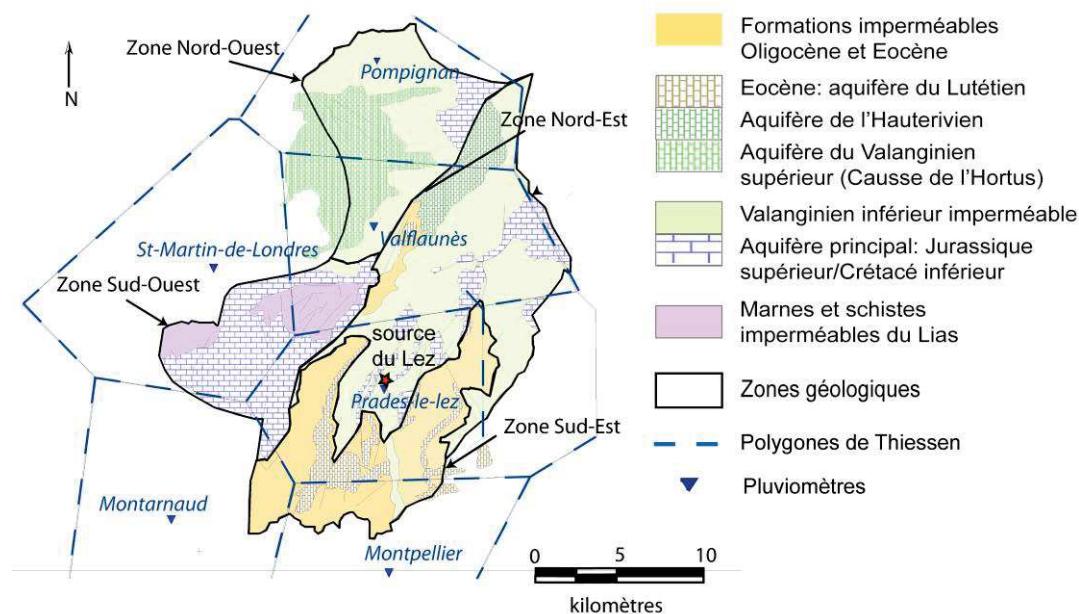 Zone Nord-Ouest
Pompignan
N
Zone Nord-Est
Valflaunès
St-Martin-de-Londres
Zone Sud-Ouest
source
du Lez
Prades-le-lez
Zone Sud-Est
Montarnaud
Montpellier
0 5 10
kilomètres
Formations imperméables
Oligocène et Eocène
Eocène: aquifère du Lutétien
Aquifère de l'Hauterivien
Aquifère du Valanginien
supérieur (Causse de l'Hortus)
Valanginien inférieur imperméable
Aquifère principal: Jurassique
supérieur/Crétacé inférieur
Marnes et schistes
imperméables du Lias
Zones géologiques
Polygones de Thiessen
Pluviomètres